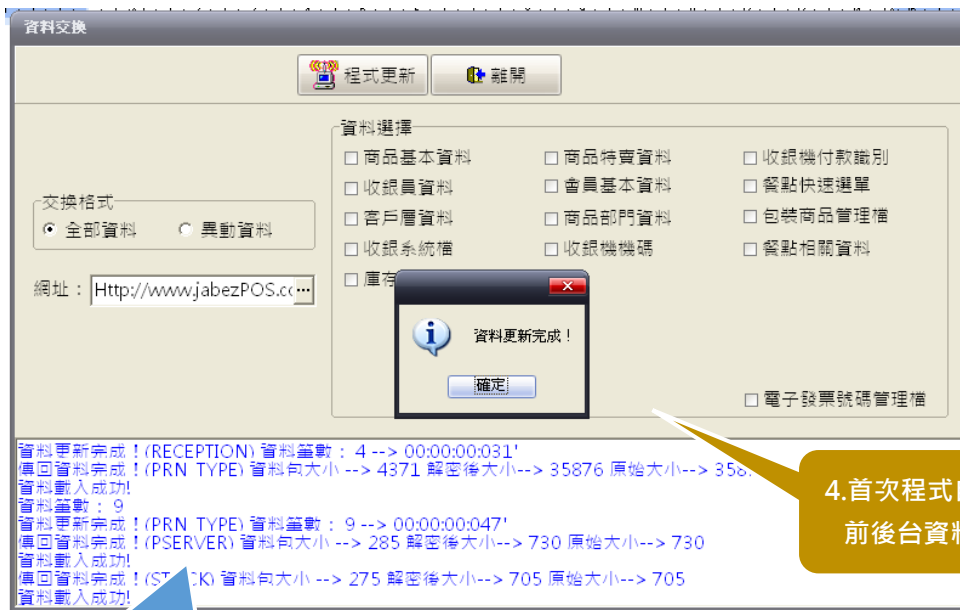 資料交換
程式更新 離開
資料選擇
商品基本資料 商品特賣資料 收銀機付款識別
收銀員資料 會員基本資料 餐點快速選單
交換格式
客戶層資料 商品部門資料 包裝商品管理檔
全部資料 異動資料
收銀系統檔 收銀機機碼 餐點相關資料
網址： Http://www.jabezPOS.cc ...
庫存
資料更新完成！
確定
電子發票號碼管理檔
資料更新完成！(RECEPTION) 資料筆數： 4 --> 00:00:00:031'
傳回資料完成！(PRN_TYPE) 資料包大小 --> 4371 解密後大小--> 35876 原始大小--> 358
資料載入成功!
資料筆數： 9
資料更新完成！(PRN_TYPE) 資料筆數： 9 --> 00:00:00:047'
傳回資料完成！(PSERVER) 資料包大小 --> 285 解密後大小--> 730 原始大小--> 730
資料載入成功!
傳回資料完成！(ST CK) 資料包大小 --> 275 解密後大小--> 705 原始大小--> 705
資料載入成功!
4.首次程式
前後台資料